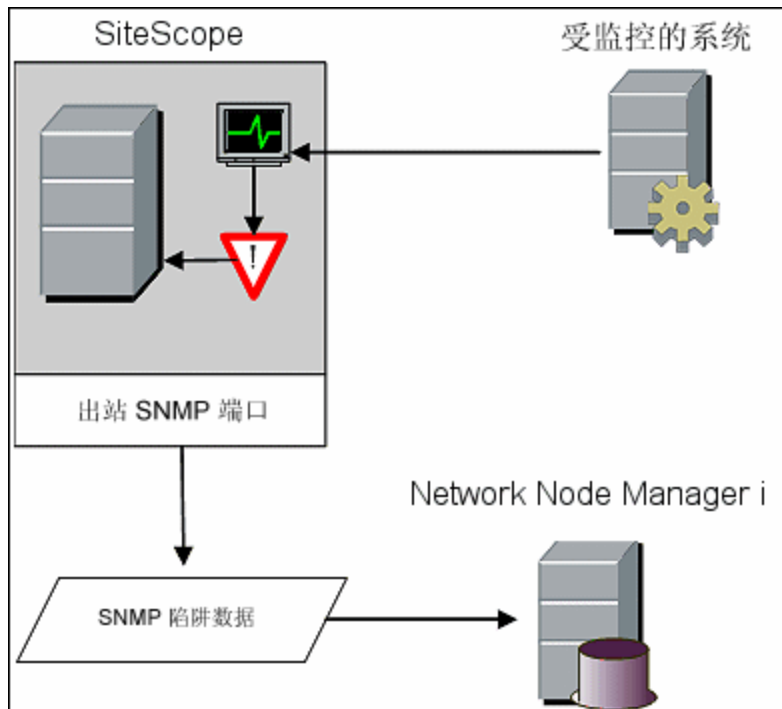 SiteScope
受监控的系统
!
出站 SNMP 端口
Network Node Manager i
SNMP 陷阱数据